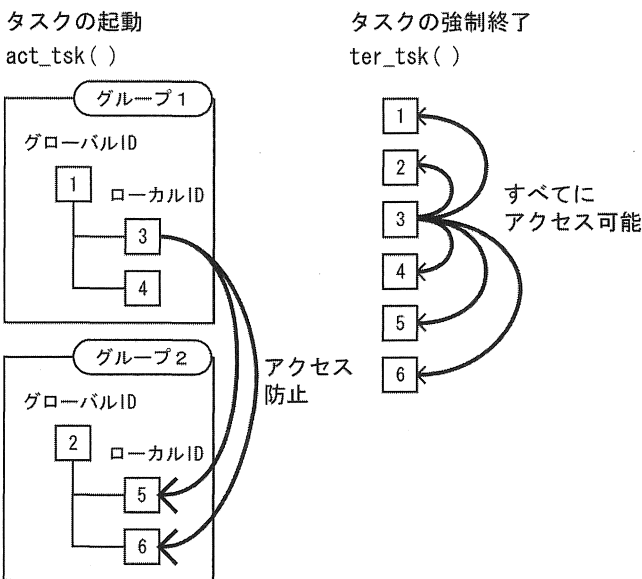 タスクの起動
act_tsk( )
グループ1
グローバルID
1
ローカルID
3
4
グループ2
グローバルID
2
ローカルID
5
6
アクセス
防止
タスクの強制終了
ter_tsk( )
1
2
3
4
5
6
すべてに
アクセス可能